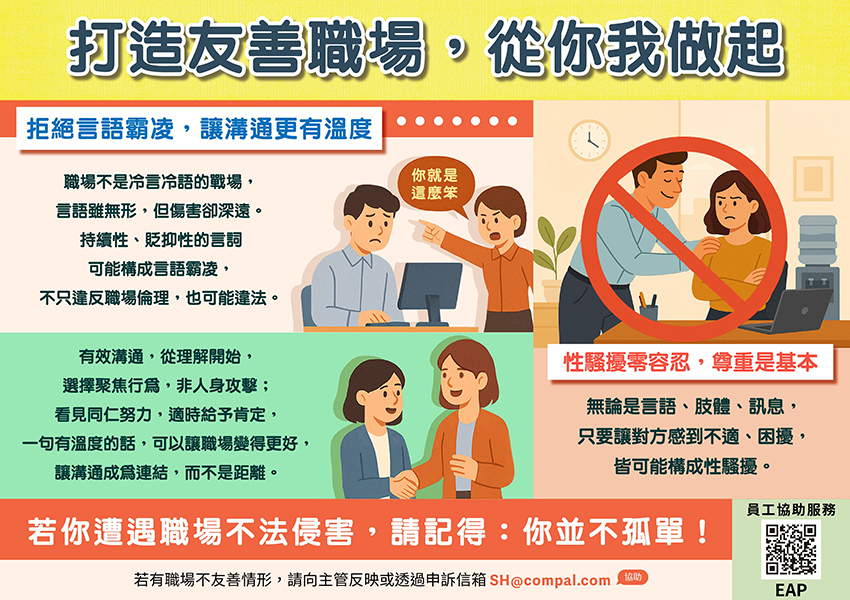 打造友善職場，從你我做起
拒絕言語霸凌，讓溝通更有溫度
職場不是冷言冷語的戰場，
言語雖無形，但傷害卻深遠。
持續性、貶抑性的言詞
可能構成言語霸凌，
不只違反職場倫理，也可能違法。
你就是
這麼笨
有效溝通，從理解開始，
選擇聚焦行為，非人身攻擊；
看見同仁努力，適時給予肯定，
一句有溫度的話，可以讓職場變得更好，
讓溝通成為連結，而不是距離。
性騷擾零容忍，尊重是基本
無論是言語、肢體、訊息，
只要讓對方感到不適、困擾，
皆可能構成性騷擾。
若你遭遇職場不法侵害，請記得：你並不孤單！
若有職場不友善情形，請向主管反映或透過申訴信箱 SH@compal.com 協助
員工協助服務
EAP